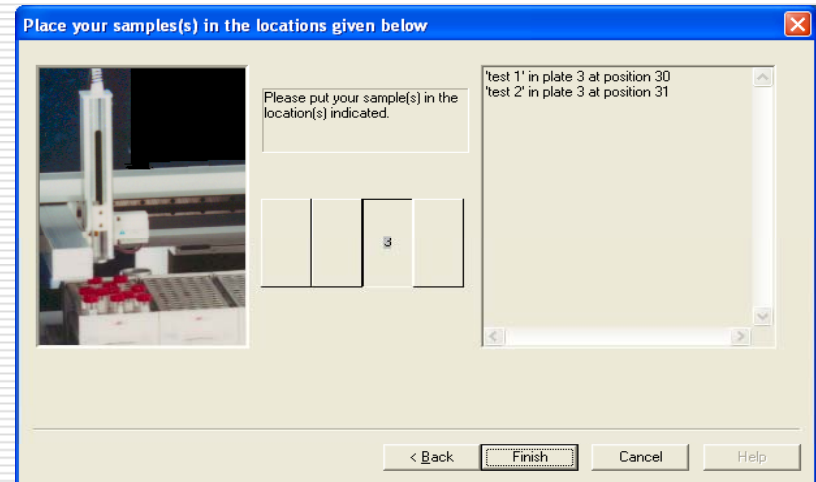 Place your samples(s) in the locations given below
Please put your sample(s) in the
location(s) indicated.
3
'test 1' in plate 3 at position 30
'test 2' in plate 3 at position 31
< Back
Finish
Cancel
Help